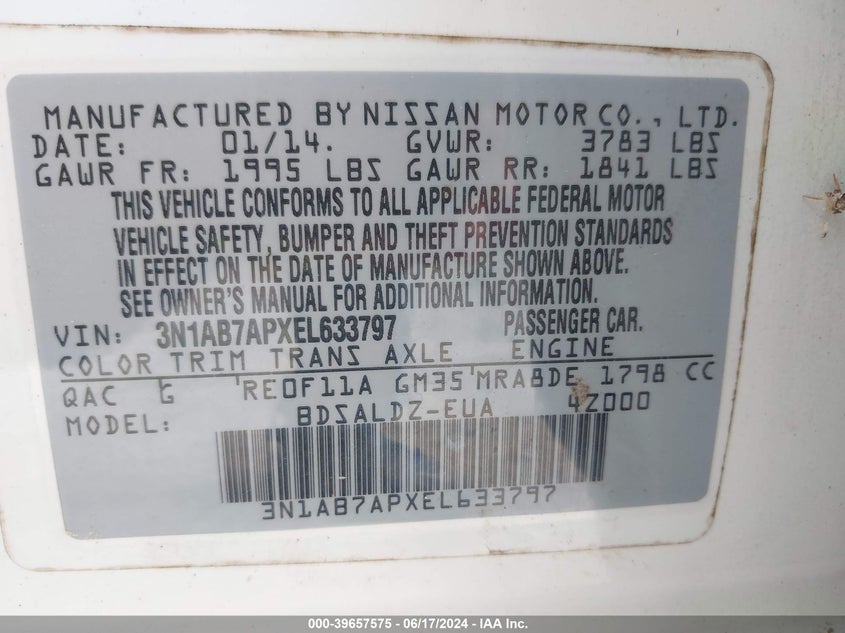 MANUFACTURED BY NISSAN MOTOR CO., LTD.
DATE: 01/14. GVWR: 3783 LBS
GAWR FR: 1995 LBS GAWR RR: 1841 LBS
THIS VEHICLE CONFORMS TO ALL APPLICABLE FEDERAL MOTOR
VEHICLE SAFETY, BUMPER AND THEFT PREVENTION STANDARDS
IN EFFECT ON THE DATE OF MANUFACTURE SHOWN ABOVE.
SEE OWNER'S MANUAL FOR ADDITIONAL INFORMATION.
VIN: 3N1AB7APXEL633797 PASSENGER CAR.
COLOR TRIM TRANS AXLE ENGINE
QAC G RE0F11A GM35 MRA8DE 1798 CC
MODEL: BDSALDZ-EUA 4Z000
3N1AB7APXEL633797
000-39657575 - 06/17/2024 - IAA Inc.